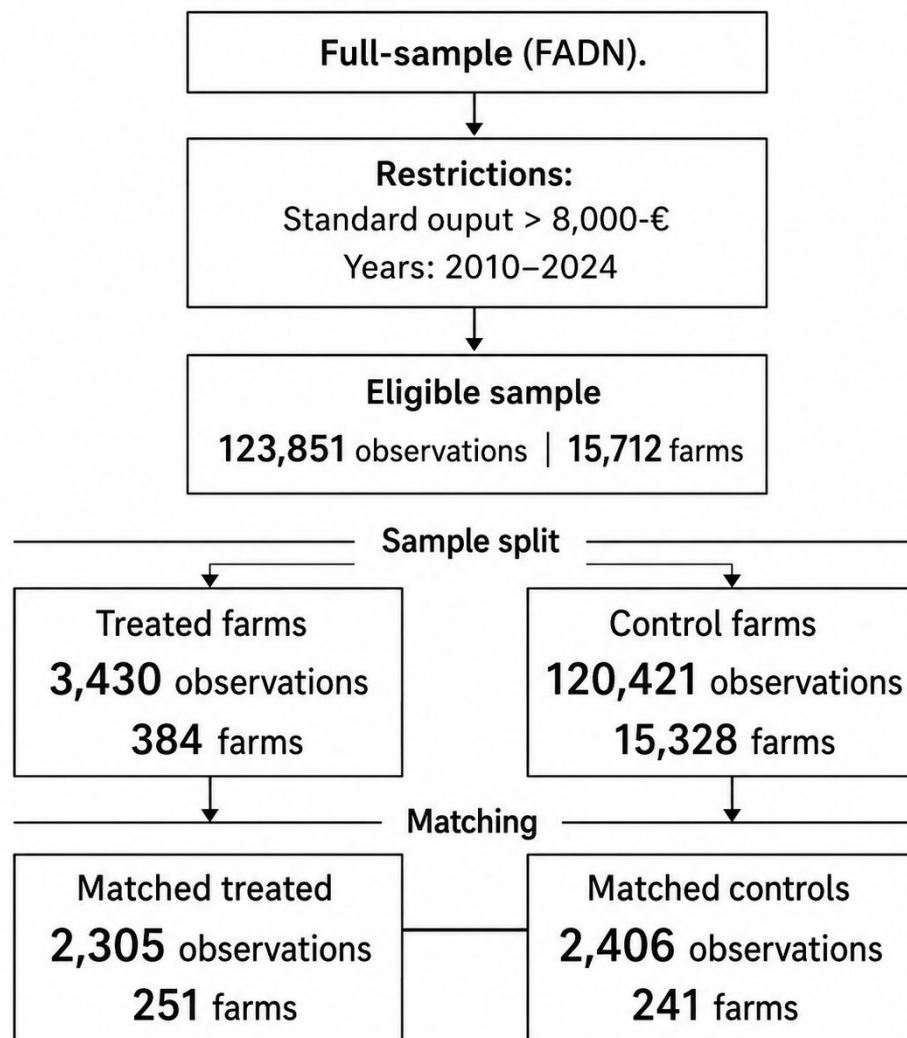 Full-sample (FADN).
Restrictions:
Standard ouput > 8,000-€
Years: 2010–2024
Eligible sample
123,851 observations | 15,712 farms
Sample split
Treated farms
3,430 observations
384 farms
Control farms
120,421 observations
15,328 farms
Matching
Matched treated
2,305 observations
251 farms
Matched controls
2,406 observations
241 farms